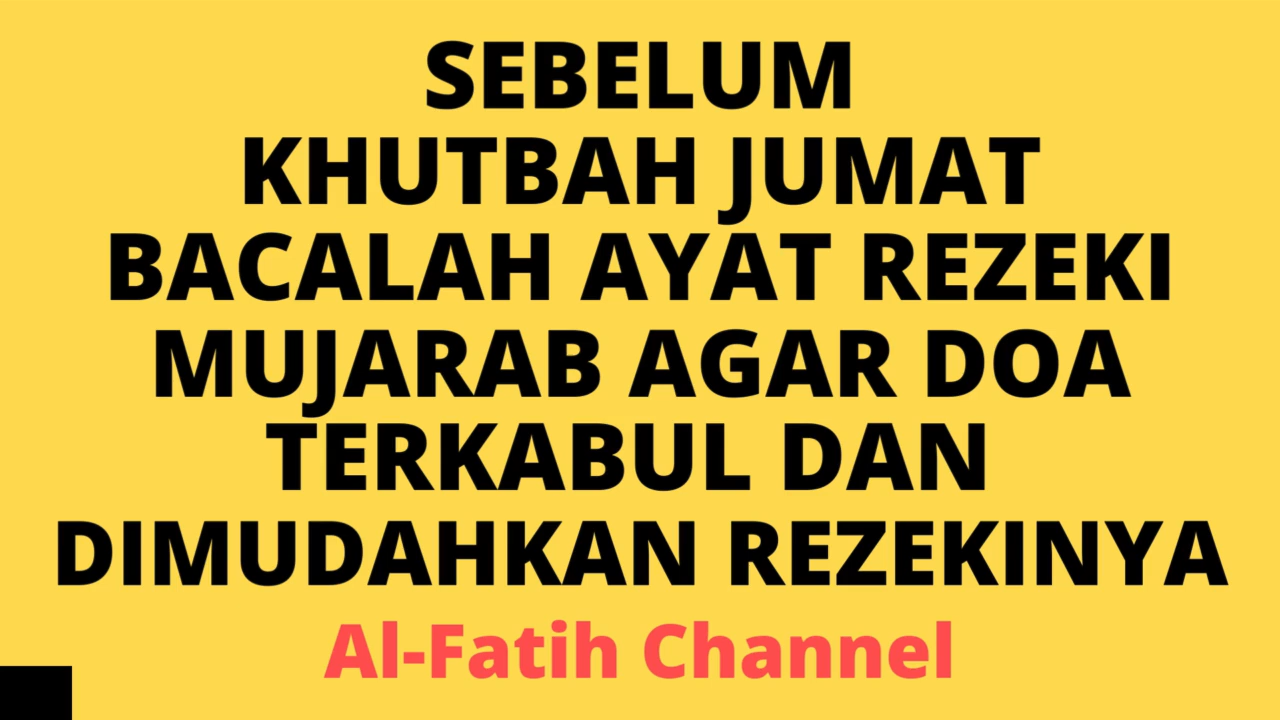 SEBELUM
KHUTBAH JUMAT
BACALAH AYAT REZEKI
MUJARAB AGAR DOA
TERKABUL DAN
DIMUDAHKAN REZEKINYA
Al-Fatih Channel